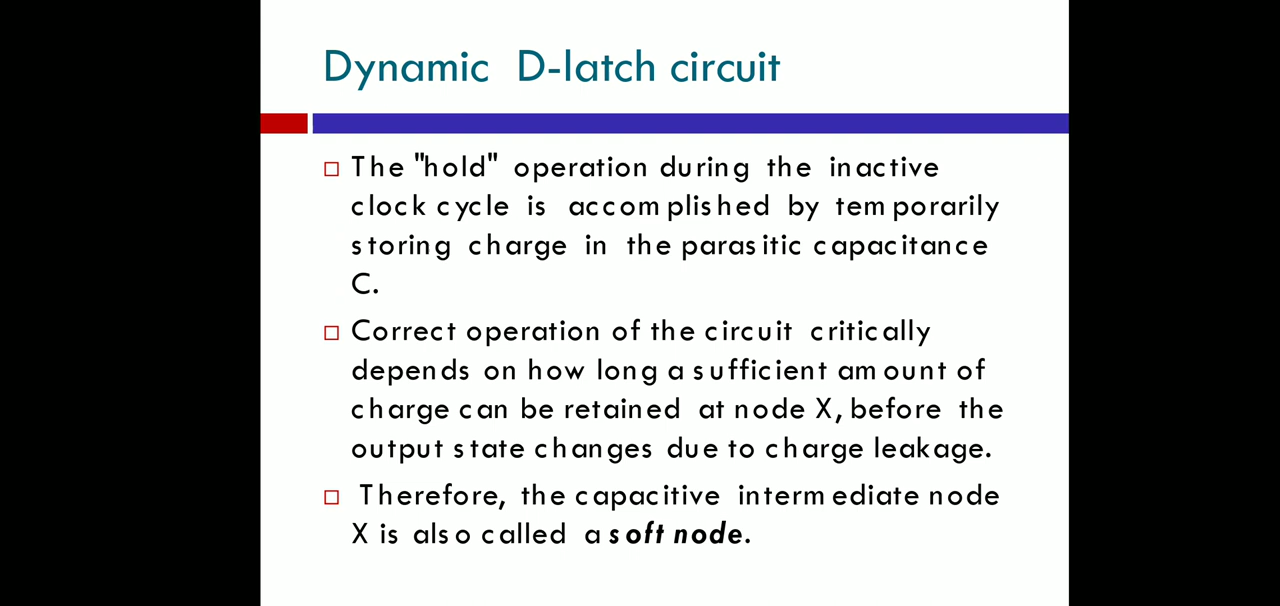 Dynamic D-latch circuit
The "hold" operation during the inactive
clock cycle is accomplished by temporarily
storing charge in the parasitic capacitance
C.
Correct operation of the circuit critically
depends on how long a sufficient amount of
charge can be retained at node X, before the
output state changes due to charge leakage.
Therefore, the capacitive intermediate node
X is also called a soft node.